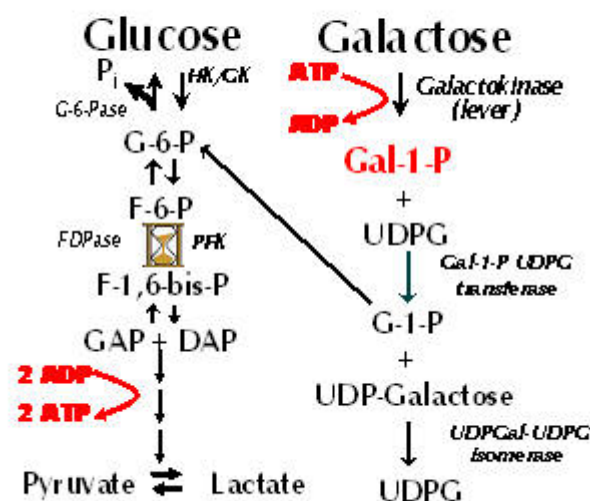 Glucose
Galactose
Pi
HK/GK
G-6-Pase
ATP
ADP
Galactokinase
(lever)
G-6-P
Gal-1-P
+
UDPG
F-6-P
FDPase
PFK
F-1,6-bis-P
Gal-1-P UDPG
transferase
G-1-P
+
GAP + DAP
2 ADP
2 ATP
UDP-Galactose
UDPGal-UDPG
isomerase
Pyruvate
Lactate
UDPG